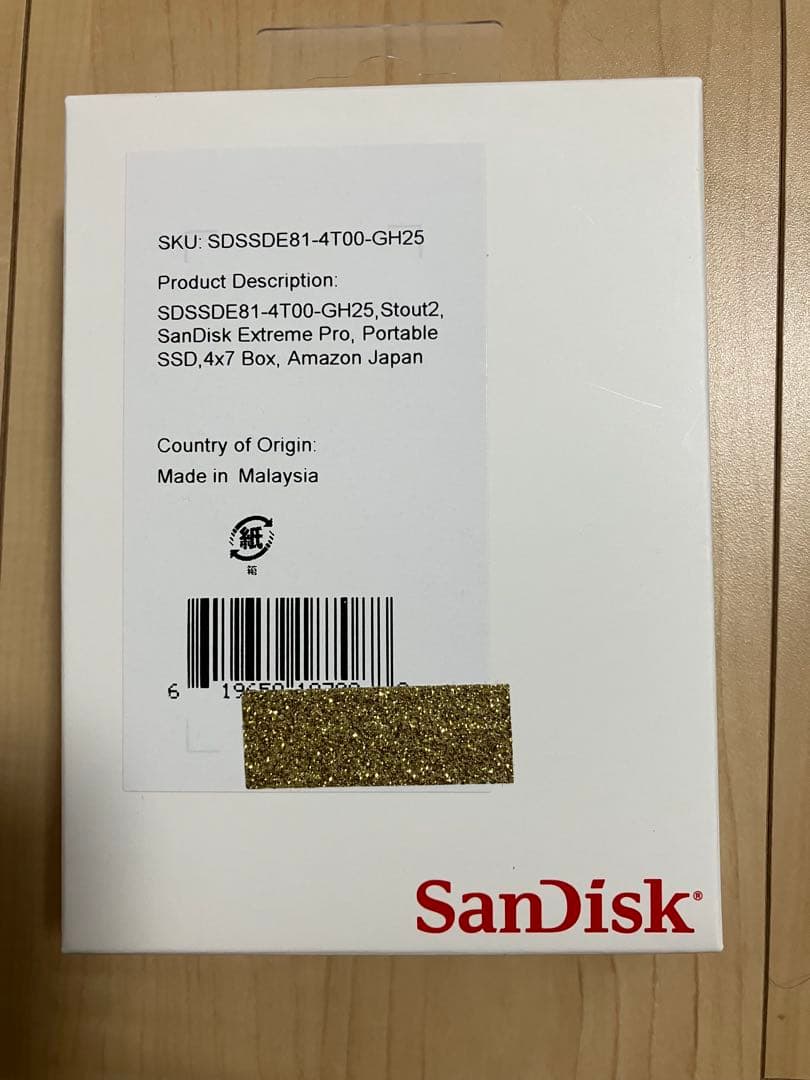 SKU: SDSSDE81-4T00-GH25
Product Description:
SDSSDE81-4T00-GH25,Stout2,
SanDisk Extreme Pro, Portable
SSD,4x7 Box, Amazon Japan
Country of Origin:
Made in Malaysia
紙
箱
6
SanDisk®